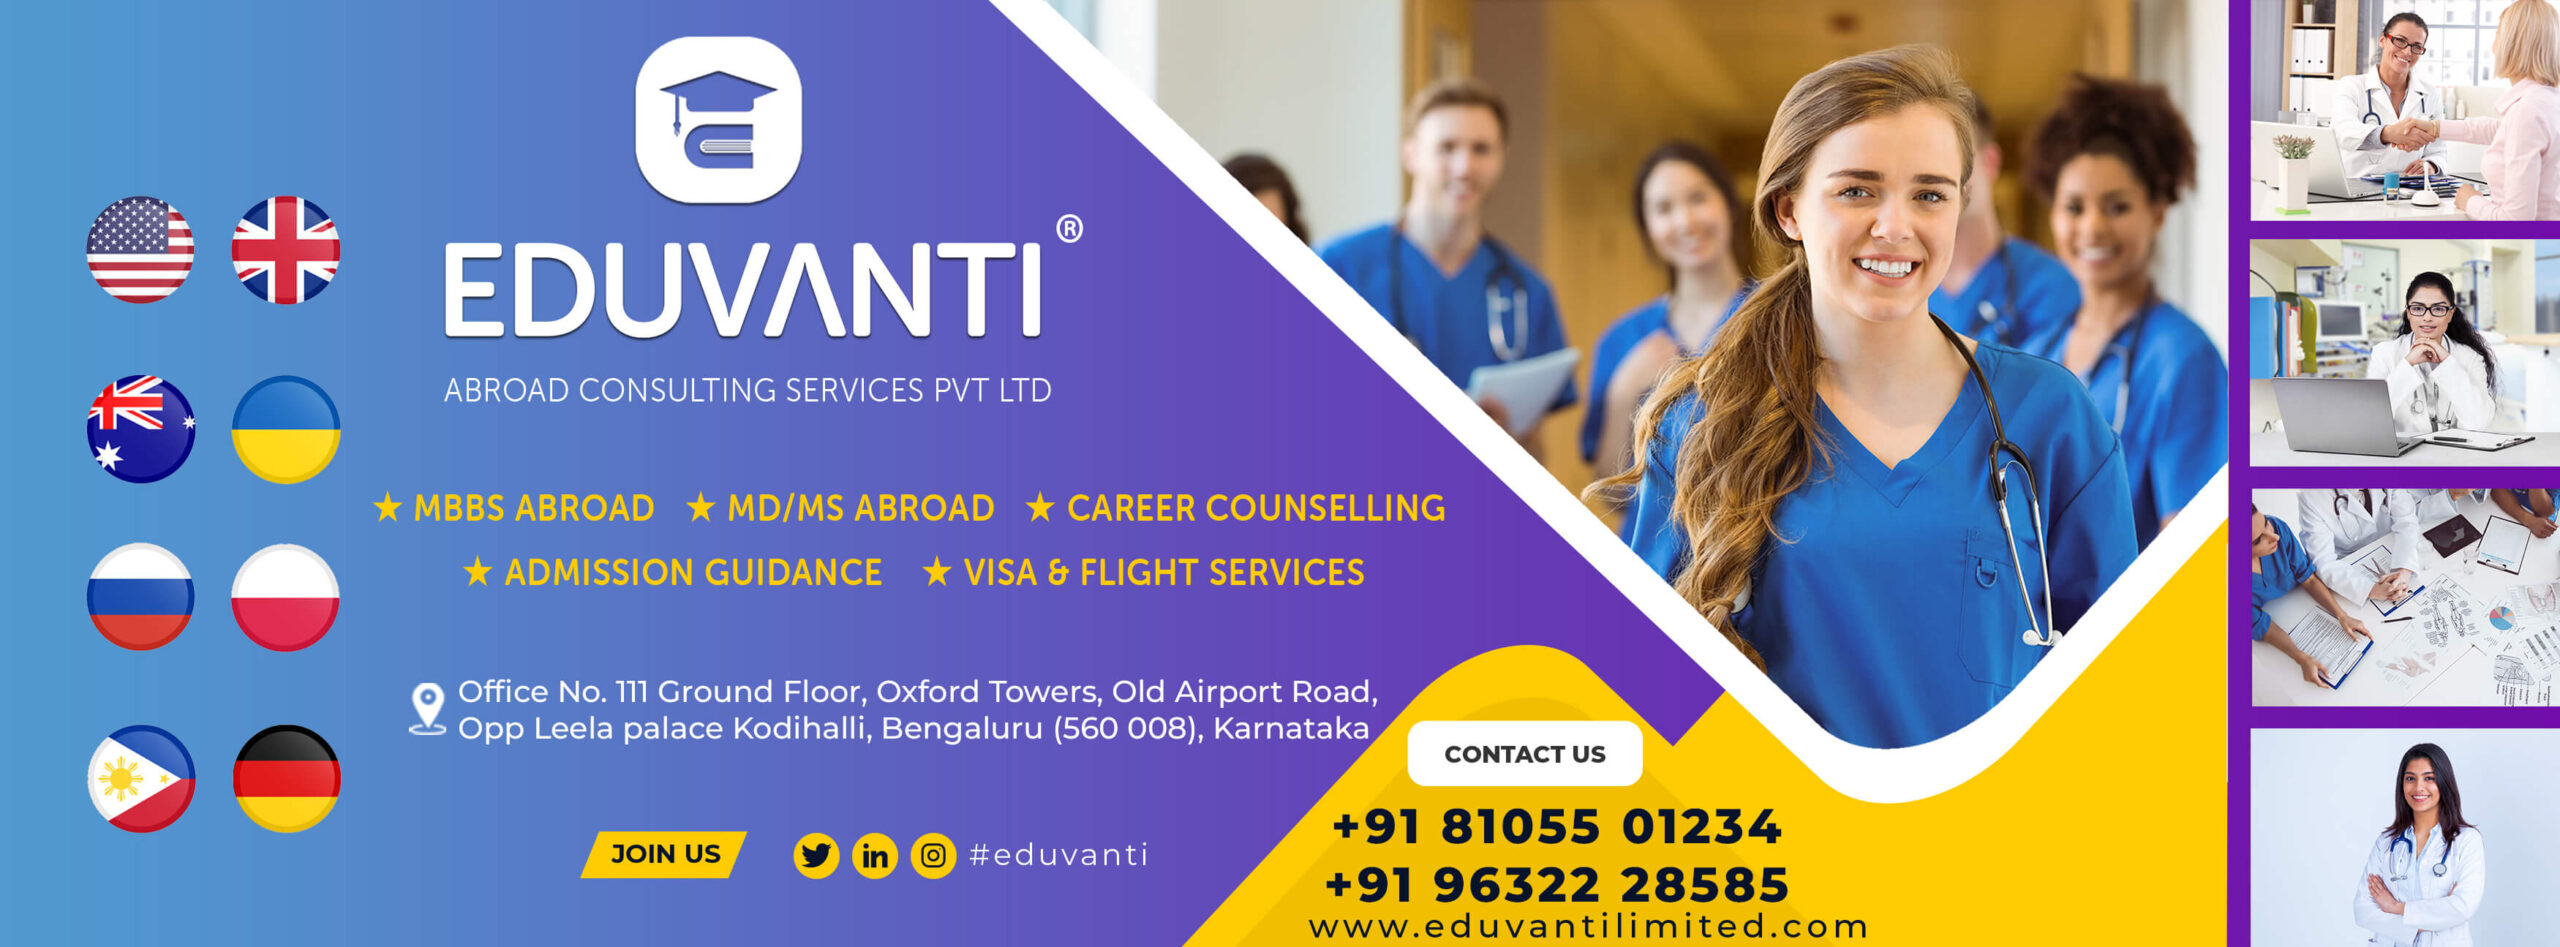 EDUVANTI ®
ABROAD CONSULTING SERVICES PVT LTD
★ MBBS ABROAD ★ MD/MS ABROAD ★ CAREER COUNSELLING
★ ADMISSION GUIDANCE ★ VISA & FLIGHT SERVICES
Office No. 111 Ground Floor, Oxford Towers, Old Airport Road,
Opp Leela palace Kodihalli, Bengaluru (560 008), Karnataka
JOIN US #eduvanti
CONTACT US
+91 81055 01234
+91 96322 28585
www.eduvantilimited.com